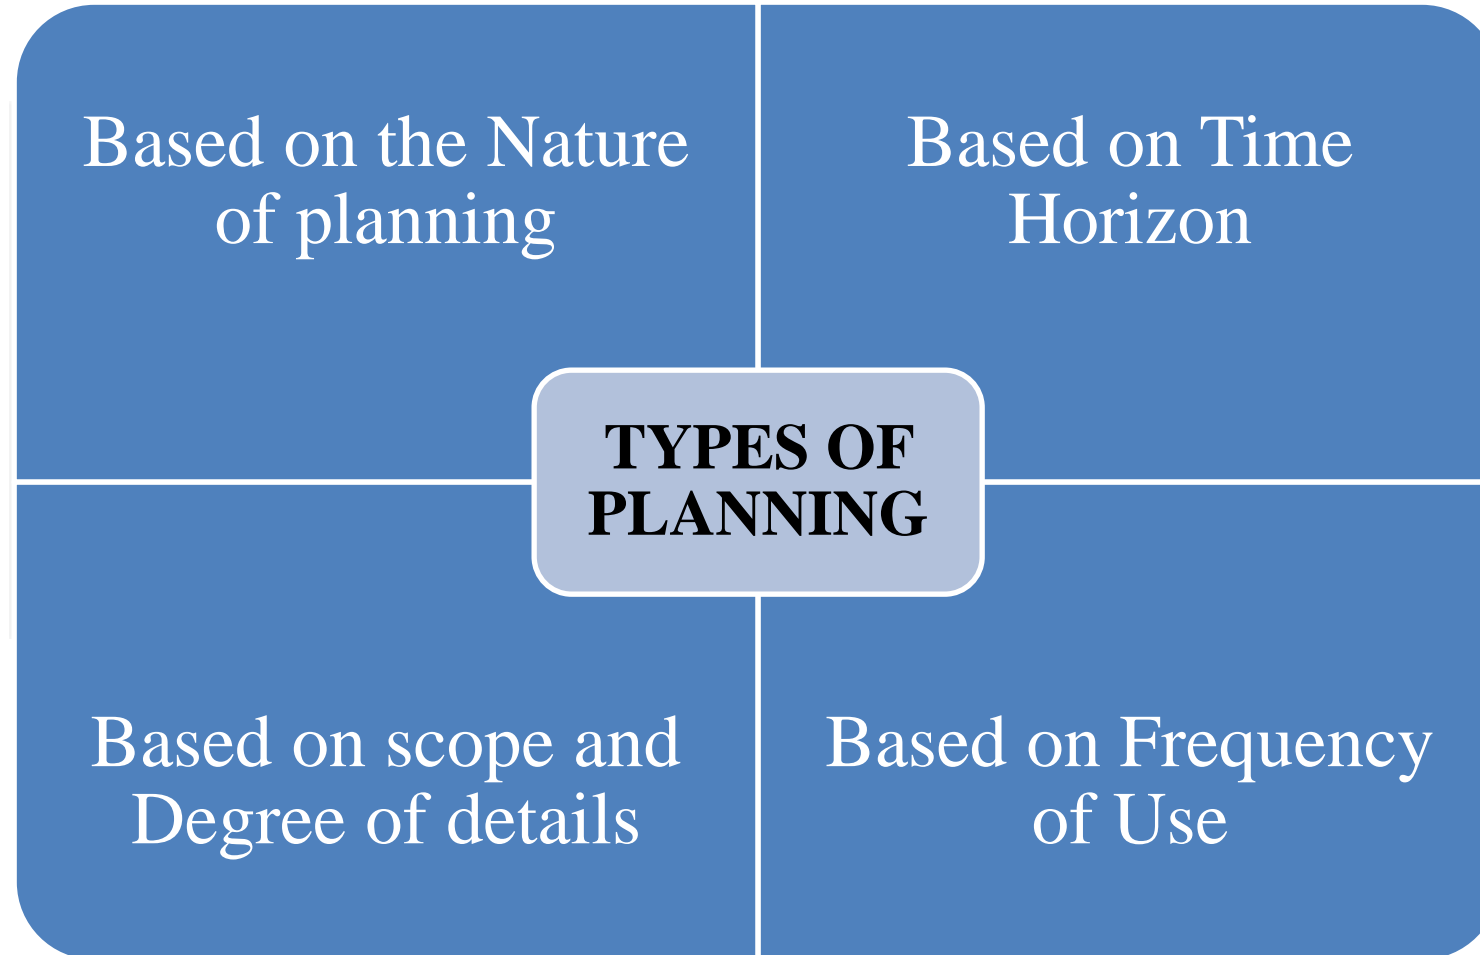 Based on the Nature
of planning
Based on Time
Horizon
TYPES OF
PLANNING
Based on scope and
Degree of details
Based on Frequency
of Use